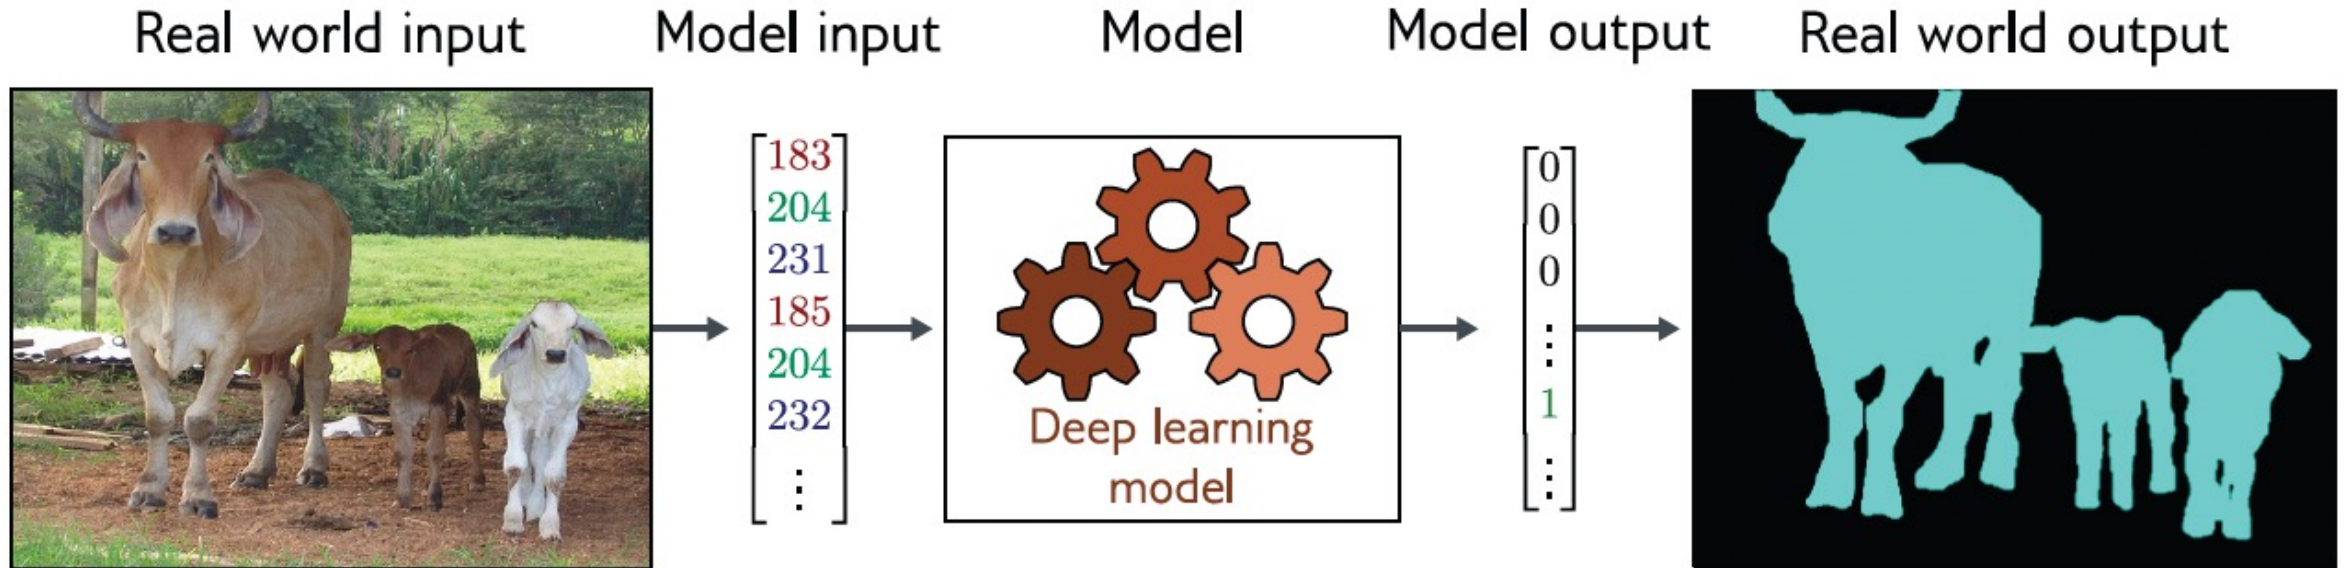 Real world input
Model input
Model
Model output
Real world output
183
204
231
185
204
232
⋮
Deep learning
model
0
0
0
⋮
1
⋮